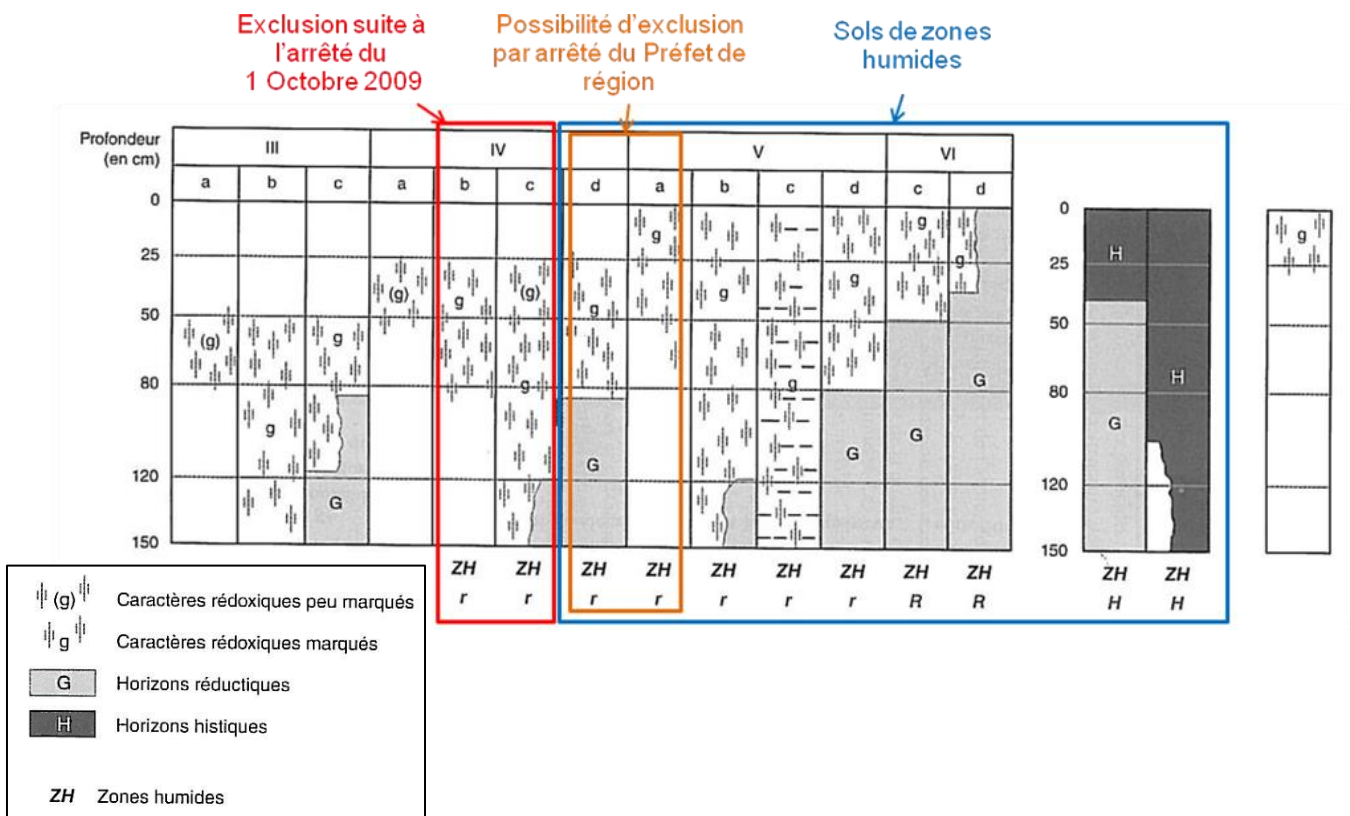 Exclusion suite à
l'arrêté du
1 Octobre 2009
Possibilité d'exclusion
par arrêté du Préfet de
région
Sols de zones
humides
Profondeur
(en cm)
III IV V VI
a b c a b c d a b c d c d
0 0
g g g g
H
25 25
(g) g (g) g g g g
50 50
(g) g
g g G H
80 80
g G G G G
120 120
G
150 150
ZH ZH ZH ZH ZH ZH ZH ZH ZH ZH ZH
r r r r r r r R R H H
(g) Caractères rédoxiques peu marqués
g Caractères rédoxiques marqués
G Horizons réductiques
H Horizons histiques
ZH Zones humides